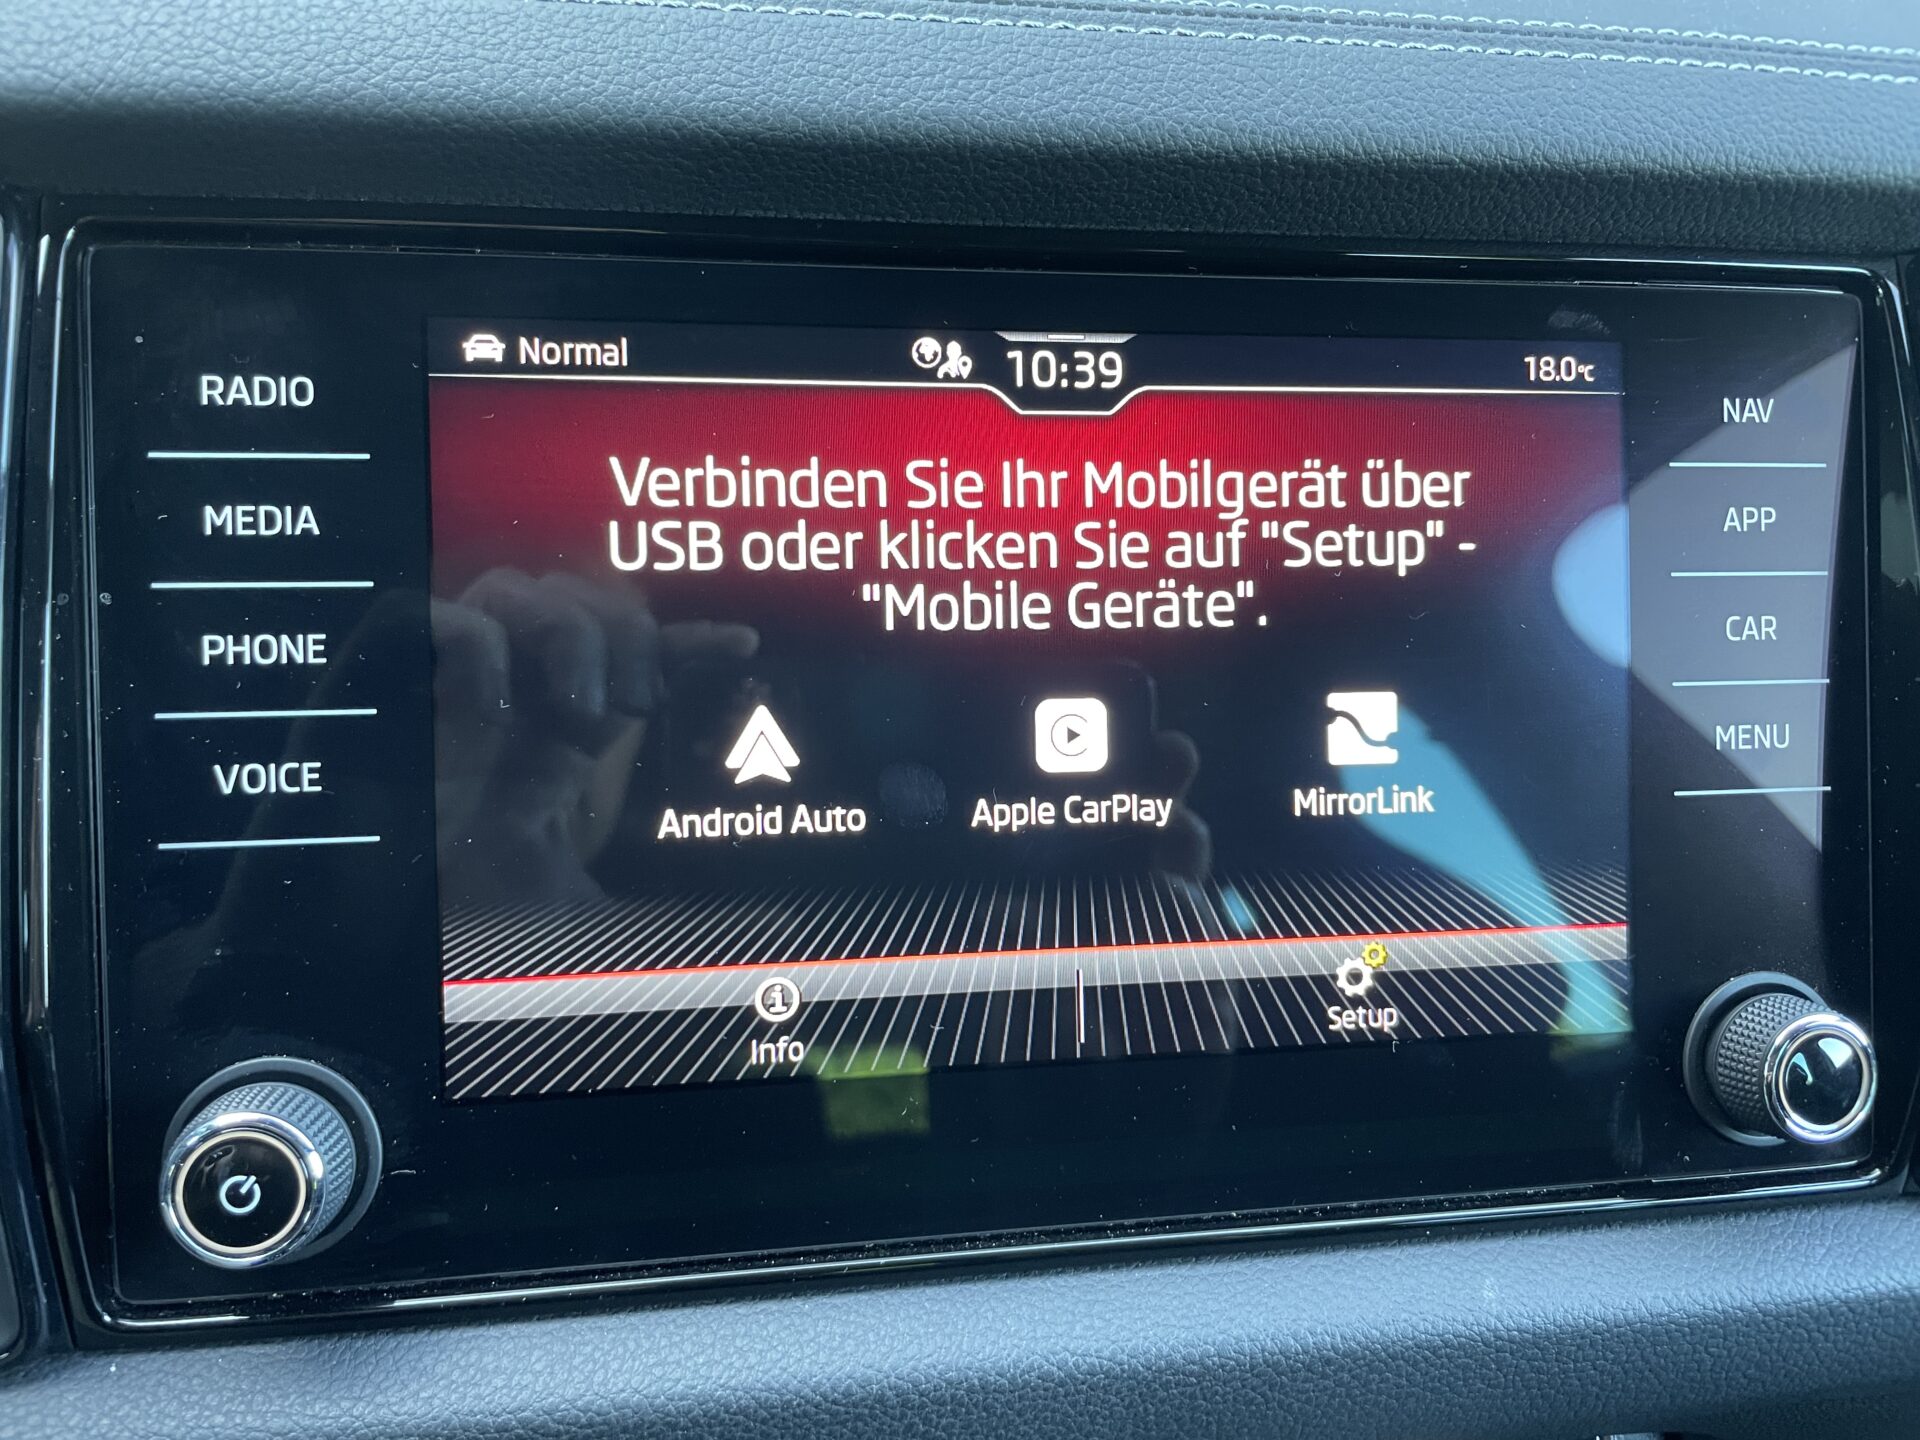 Normal
10:39
18.0°C
RADIO
MEDIA
PHONE
VOICE
Verbinden Sie Ihr Mobilgerät über
USB oder klicken Sie auf "Setup" -
"Mobile Geräte".
Android Auto
Apple CarPlay
MirrorLink
Info
Setup
NAV
APP
CAR
MENU